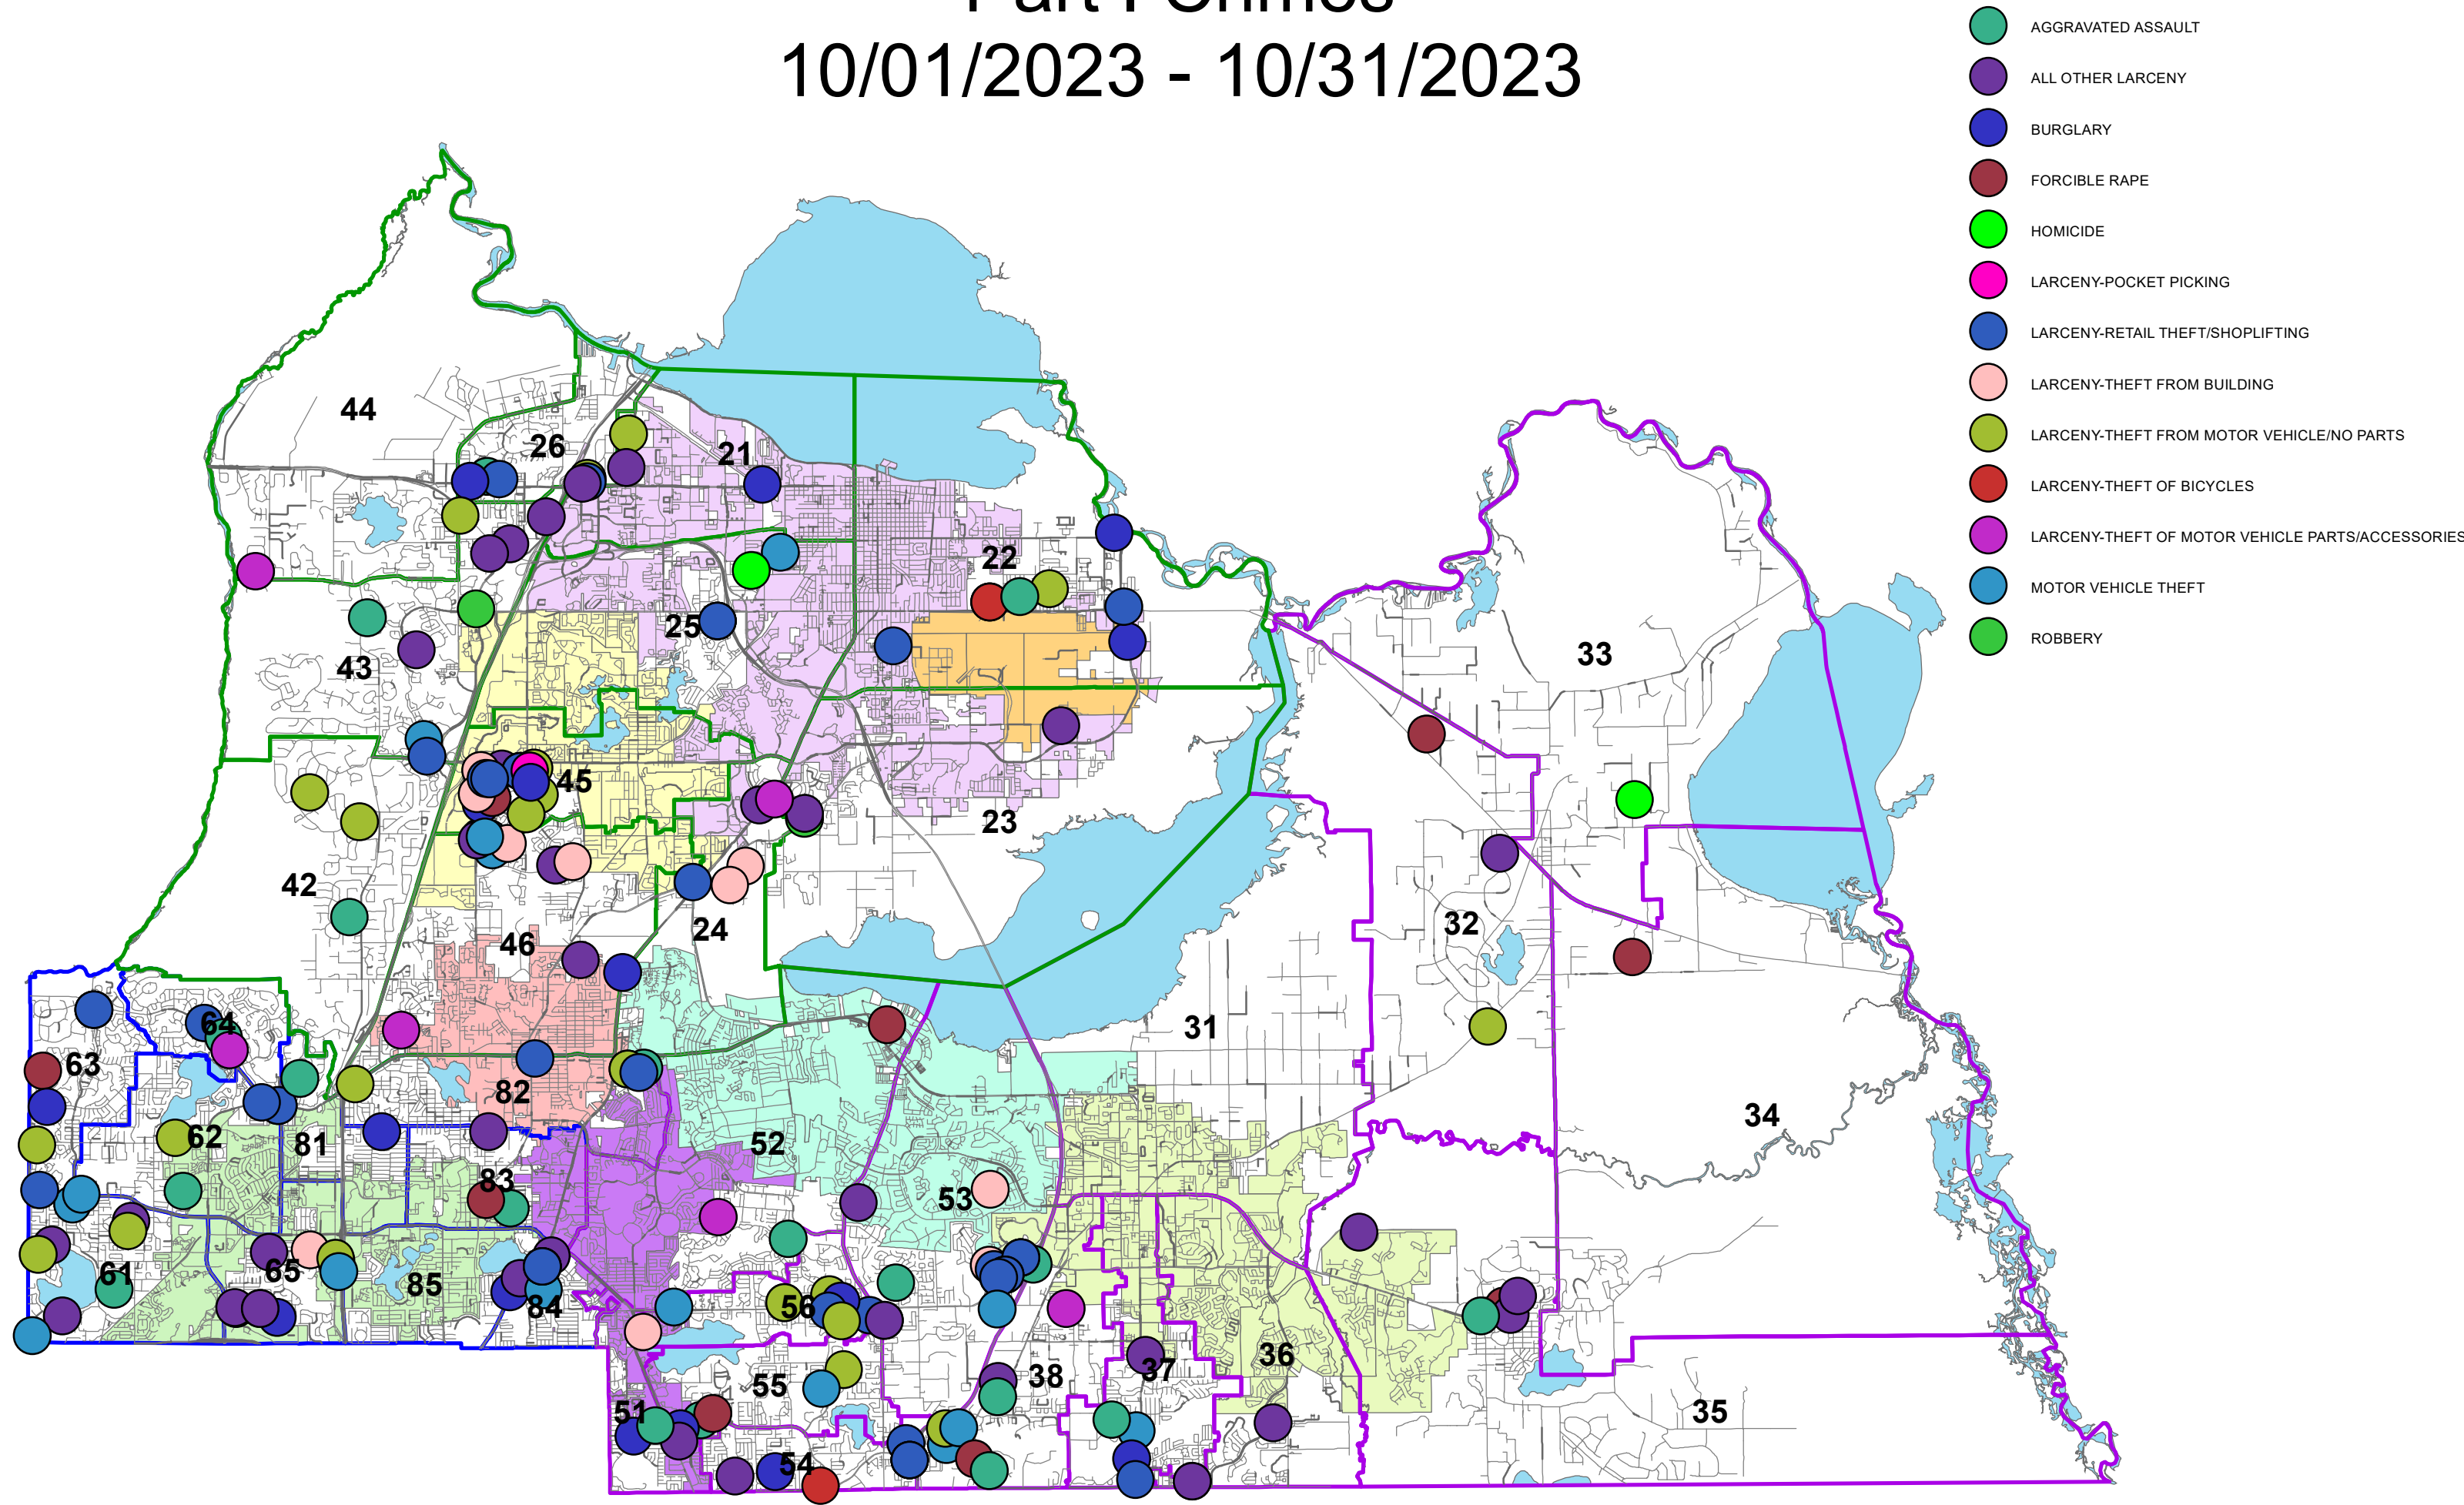 10/01/2023 - 10/31/2023
AGGRAVATED ASSAULT
ALL OTHER LARCENY
BURGLARY
FORCIBLE RAPE
HOMICIDE
LARCENY-POCKET PICKING
LARCENY-RETAIL THEFT/SHOPLIFTING
LARCENY-THEFT FROM BUILDING
LARCENY-THEFT FROM MOTOR VEHICLE/NO PARTS
LARCENY-THEFT OF BICYCLES
LARCENY-THEFT OF MOTOR VEHICLE PARTS/ACCESSORIES
MOTOR VEHICLE THEFT
ROBBERY
44
26
21
22
25
43
33
45
23
42
32
24
46
31
64
63
82
34
62
81
52
83
53
61
65
85
84
56
36
37
38
55
35
51
54